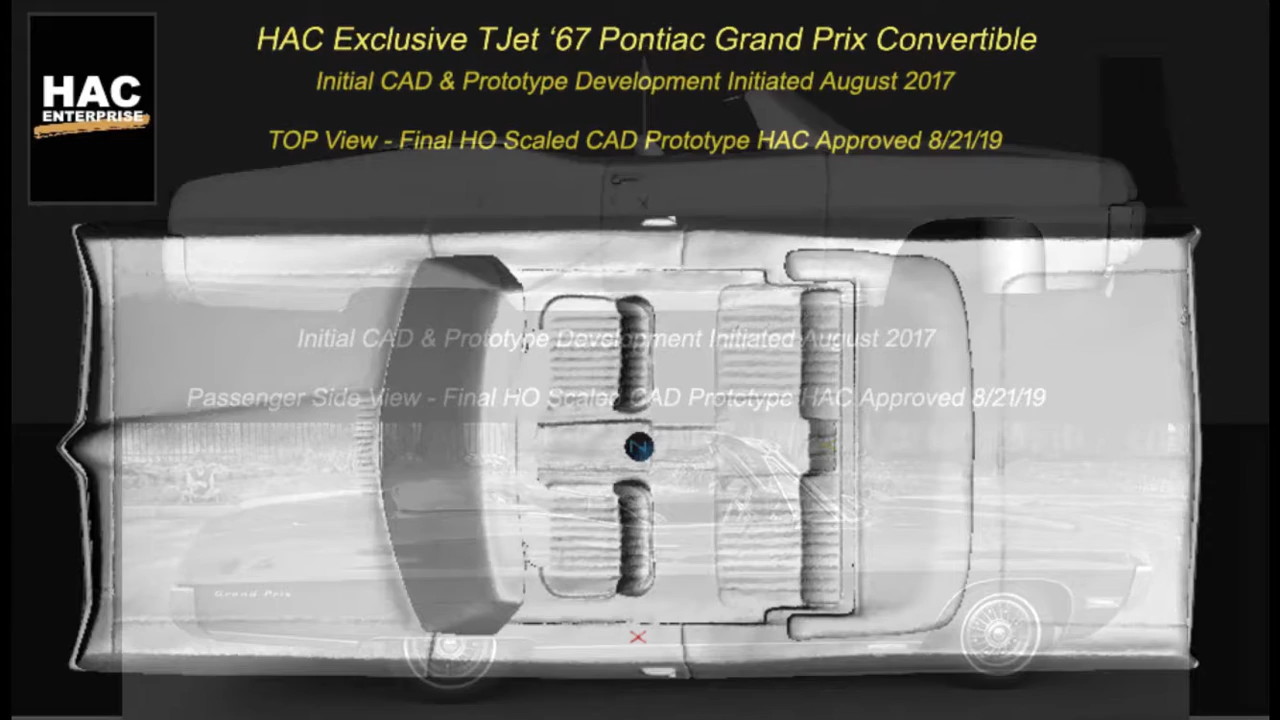 HAC Exclusive TJet ‘67 Pontiac Grand Prix Convertible
Initial CAD & Prototype Development Initiated August 2017
HAC
ENTERPRISE
TOP View - Final HO Scaled CAD Prototype HAC Approved 8/21/19
Initial CAD & Prototype Development Initiated August 2017
Passenger Side View - Final HO Scaled CAD Prototype HAC Approved 8/21/19
N
Grand Prix